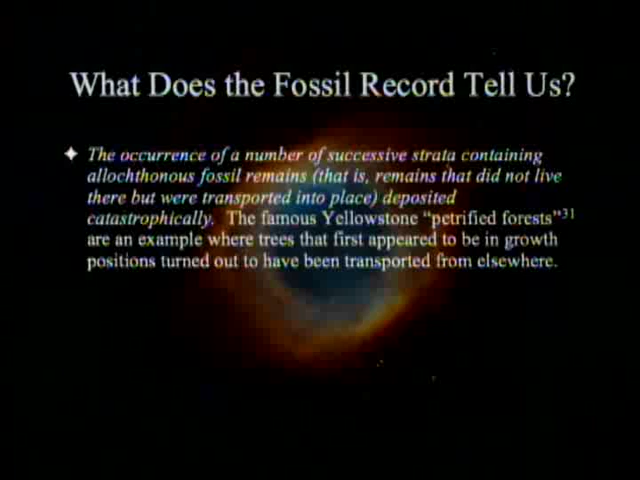 What Does the Fossil Record Tell Us?
✦ The occurrence of a number of successive strata containing
allochthonous fossil remains (that is, remains that did not live
there but were transported into place) deposited
catastrophically. The famous Yellowstone “petrified forests”31
are an example where trees that first appeared to be in growth
positions turned out to have been transported from elsewhere.